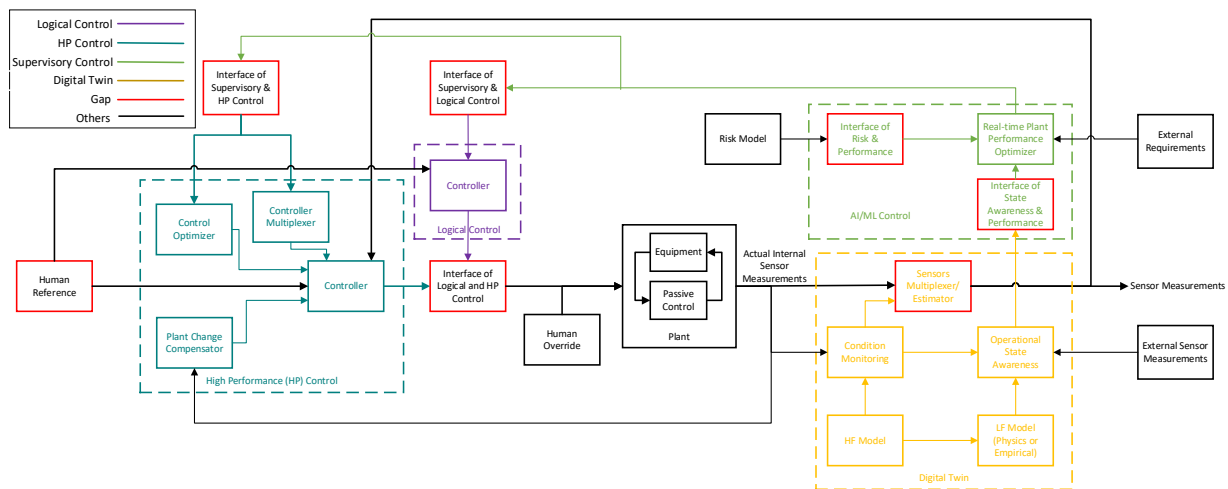 Logical Control
HP Control
Supervisory Control
Digital Twin
Gap
Others
Interface of
Supervisory &
HP Control
Interface of
Supervisory &
Logical Control
Risk Model
Interface of
Risk &
Performance
Real-time Plant
Performance
Optimizer
External
Requirements
Controller
Logical Control
Interface of
State
Awareness &
Performance
AI/ML Control
Control
Optimizer
Controller
Multiplexer
Human
Reference
Controller
Interface of
Logical and HP
Control
Equipment
Passive
Control
Plant
Actual Internal
Sensor
Measurements
Sensors
Multiplexer/
Estimator
Sensor Measurements
Plant Change
Compensator
High Performance (HP) Control
Human
Override
Condition
Monitoring
Operational
State
Awareness
External Sensor
Measurements
HF Model
LF Model
(Physics or
Empirical)
Digital Twin